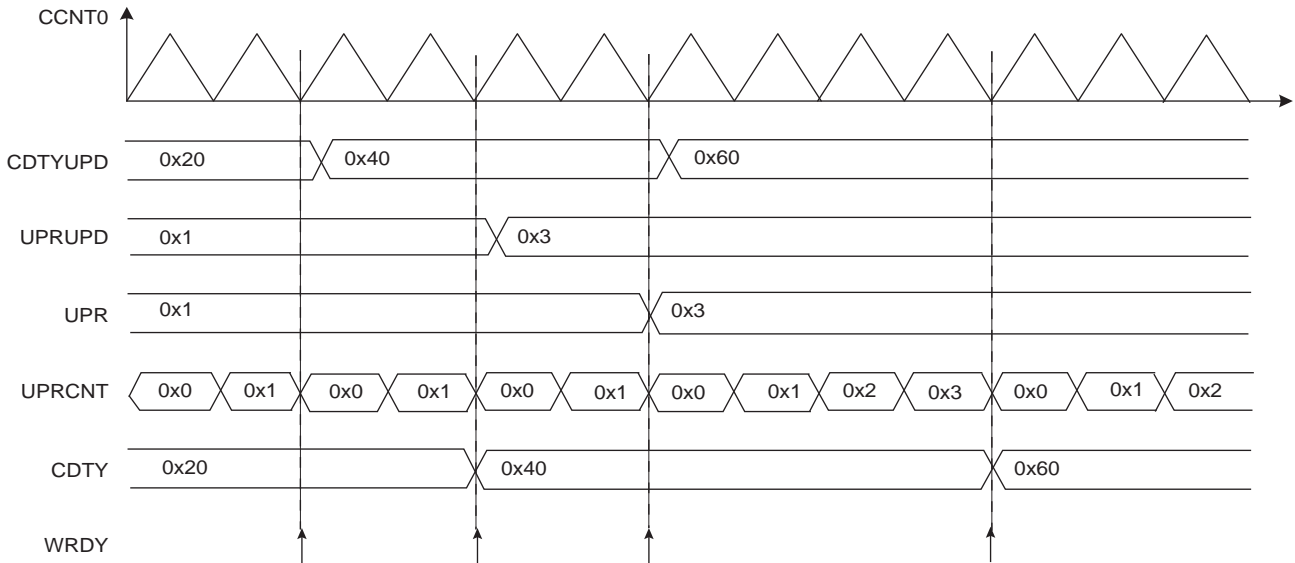 CCNT0
CDTYUPD 0x20 0x40 0x60
UPRUPD 0x1 0x3
UPR 0x1 0x3
UPRCNT 0x0 0x1 0x0 0x1 0x0 0x1 0x0 0x1 0x2 0x3 0x0 0x1 0x2
CDTY 0x20 0x40 0x60
WRDY